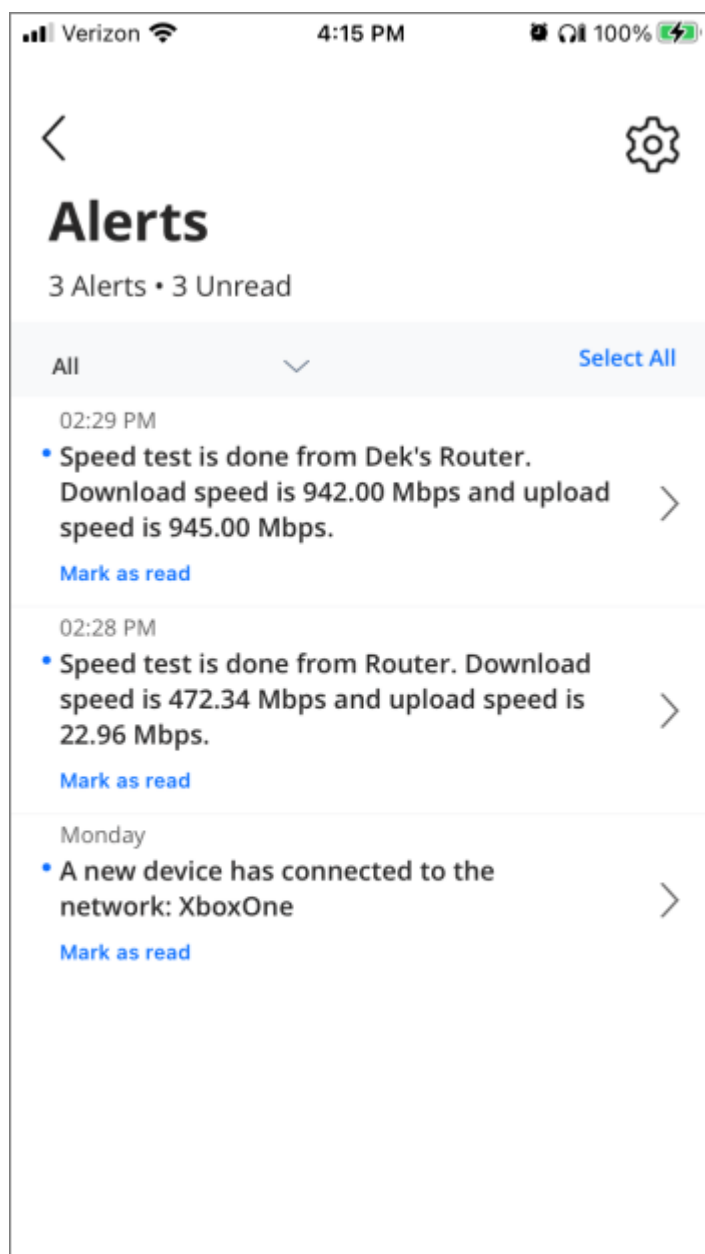 Verizon 4:15 PM 100%
Alerts
3 Alerts • 3 Unread
All Select All
02:29 PM
Speed test is done from Dek's Router.
Download speed is 942.00 Mbps and upload
speed is 945.00 Mbps.
Mark as read
02:28 PM
Speed test is done from Router. Download
speed is 472.34 Mbps and upload speed is
22.96 Mbps.
Mark as read
Monday
A new device has connected to the
network: XboxOne
Mark as read